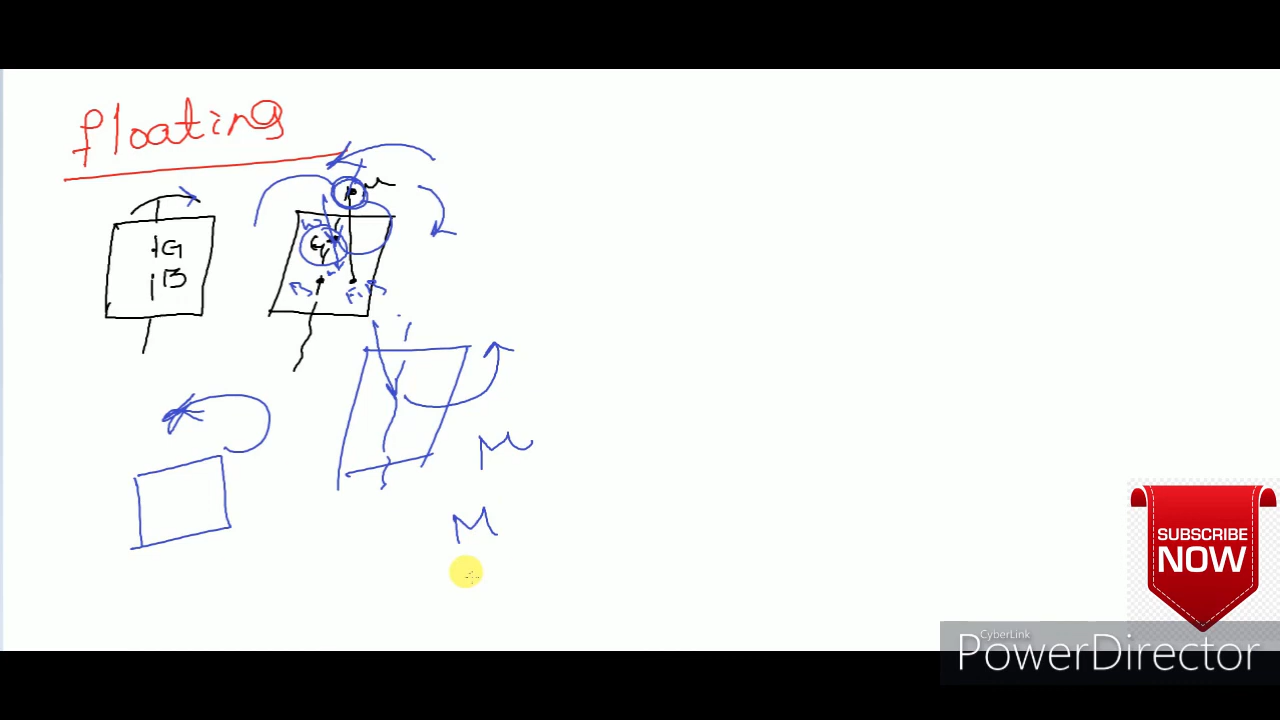 floating
M
G
G
B
B
F.B
M
M
SUBSCRIBE
NOW
CyberLink
PowerDirector